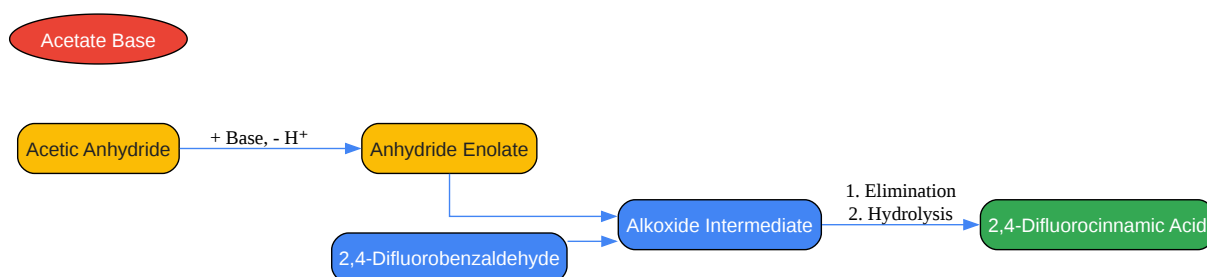 Acetate Base
Acetic Anhydride
+ Base, - H⁺
Anhydride Enolate
2,4-Difluorobenzaldehyde
Alkoxide Intermediate
1. Elimination
2. Hydrolysis
2,4-Difluorocinnamic Acid